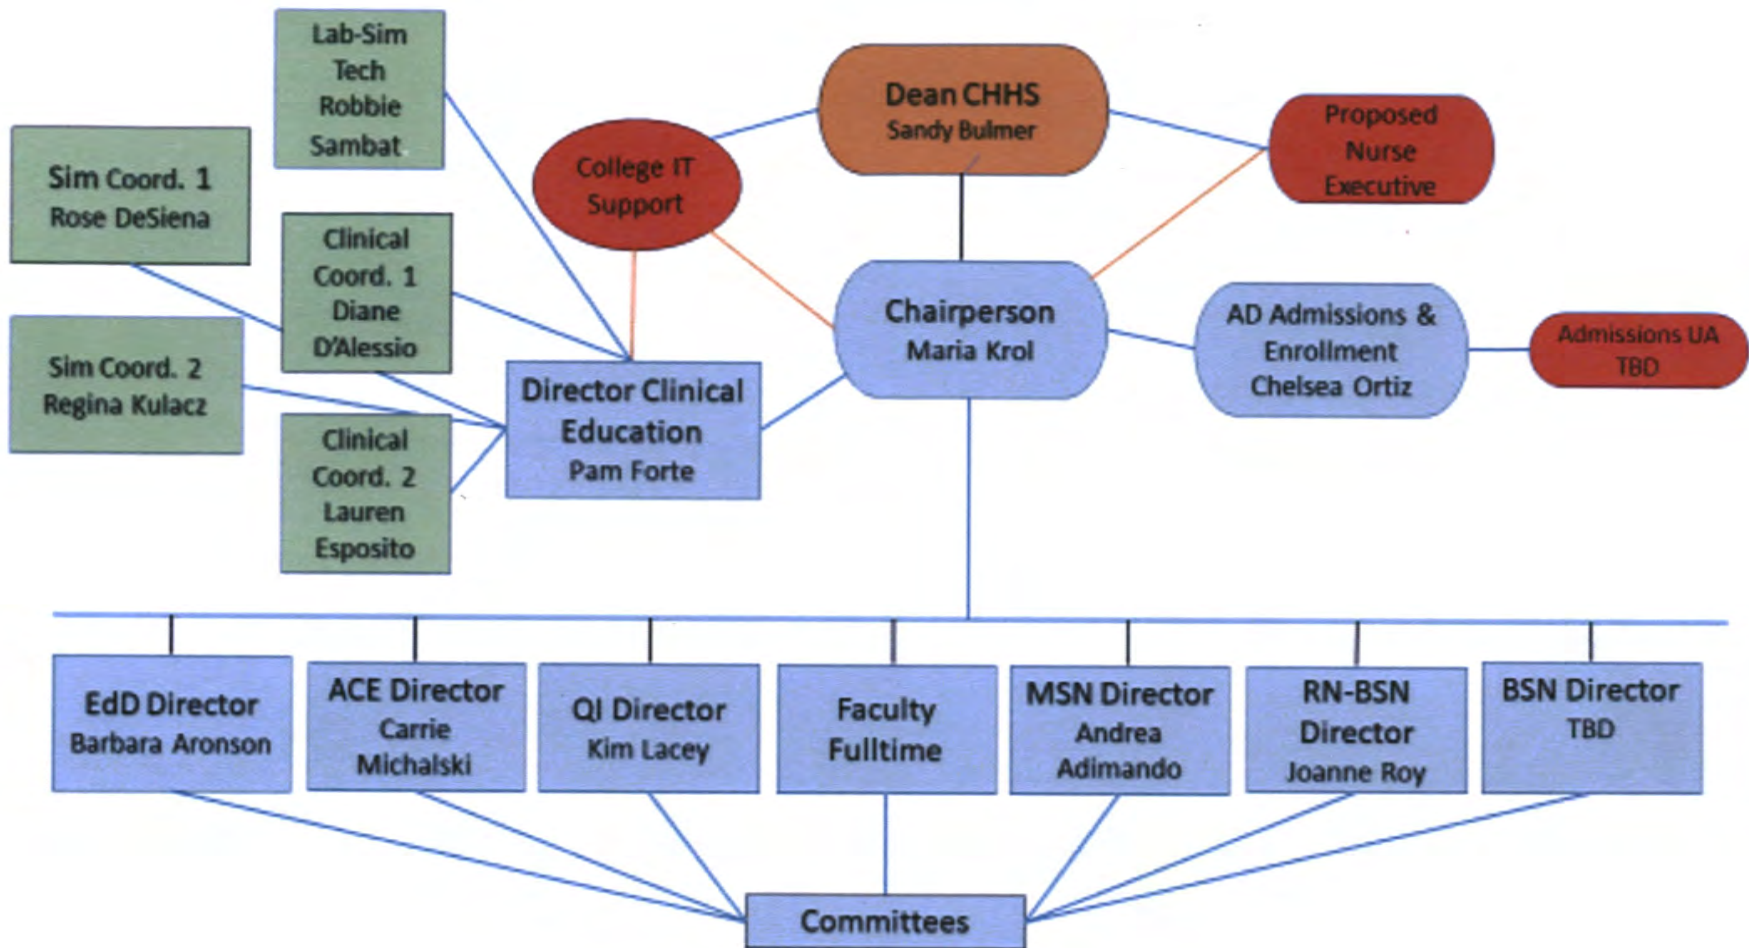 Lab-Sim
Tech
Robbie
Sambat
Dean CHHS
Sandy Bulmer
Proposed
Nurse
Executive
College IT
Support
Sim Coord. 1
Rose DeSiena
Clinical
Coord. 1
Diane
D'Alessio
Chairperson
Maria Krol
AD Admissions &
Enrollment
Chelsea Ortiz
Admissions UA
TBD
Sim Coord. 2
Regina Kulacz
Director Clinical
Education
Pam Forte
Clinical
Coord. 2
Lauren
Esposito
EdD Director
Barbara Aronson
ACE Director
Carrie
Michalski
QI Director
Kim Lacey
Faculty
Fulltime
MSN Director
Andrea
Adimando
RN-BSN
Director
Joanne Roy
BSN Director
TBD
Committees